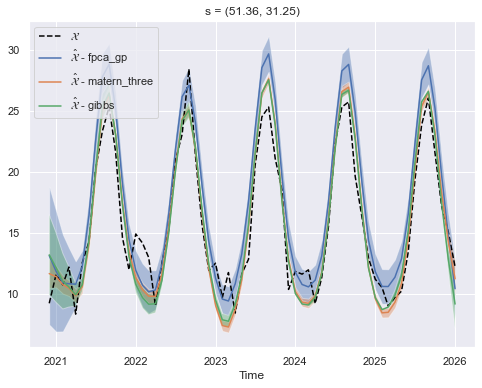 s = (51.36, 31.25)
𝒳
𝒳̂ - fpca_gp
𝒳̂ - matern_three
𝒳̂ - gibbs
30
25
20
15
10
2021
2022
2023
2024
2025
2026
Time